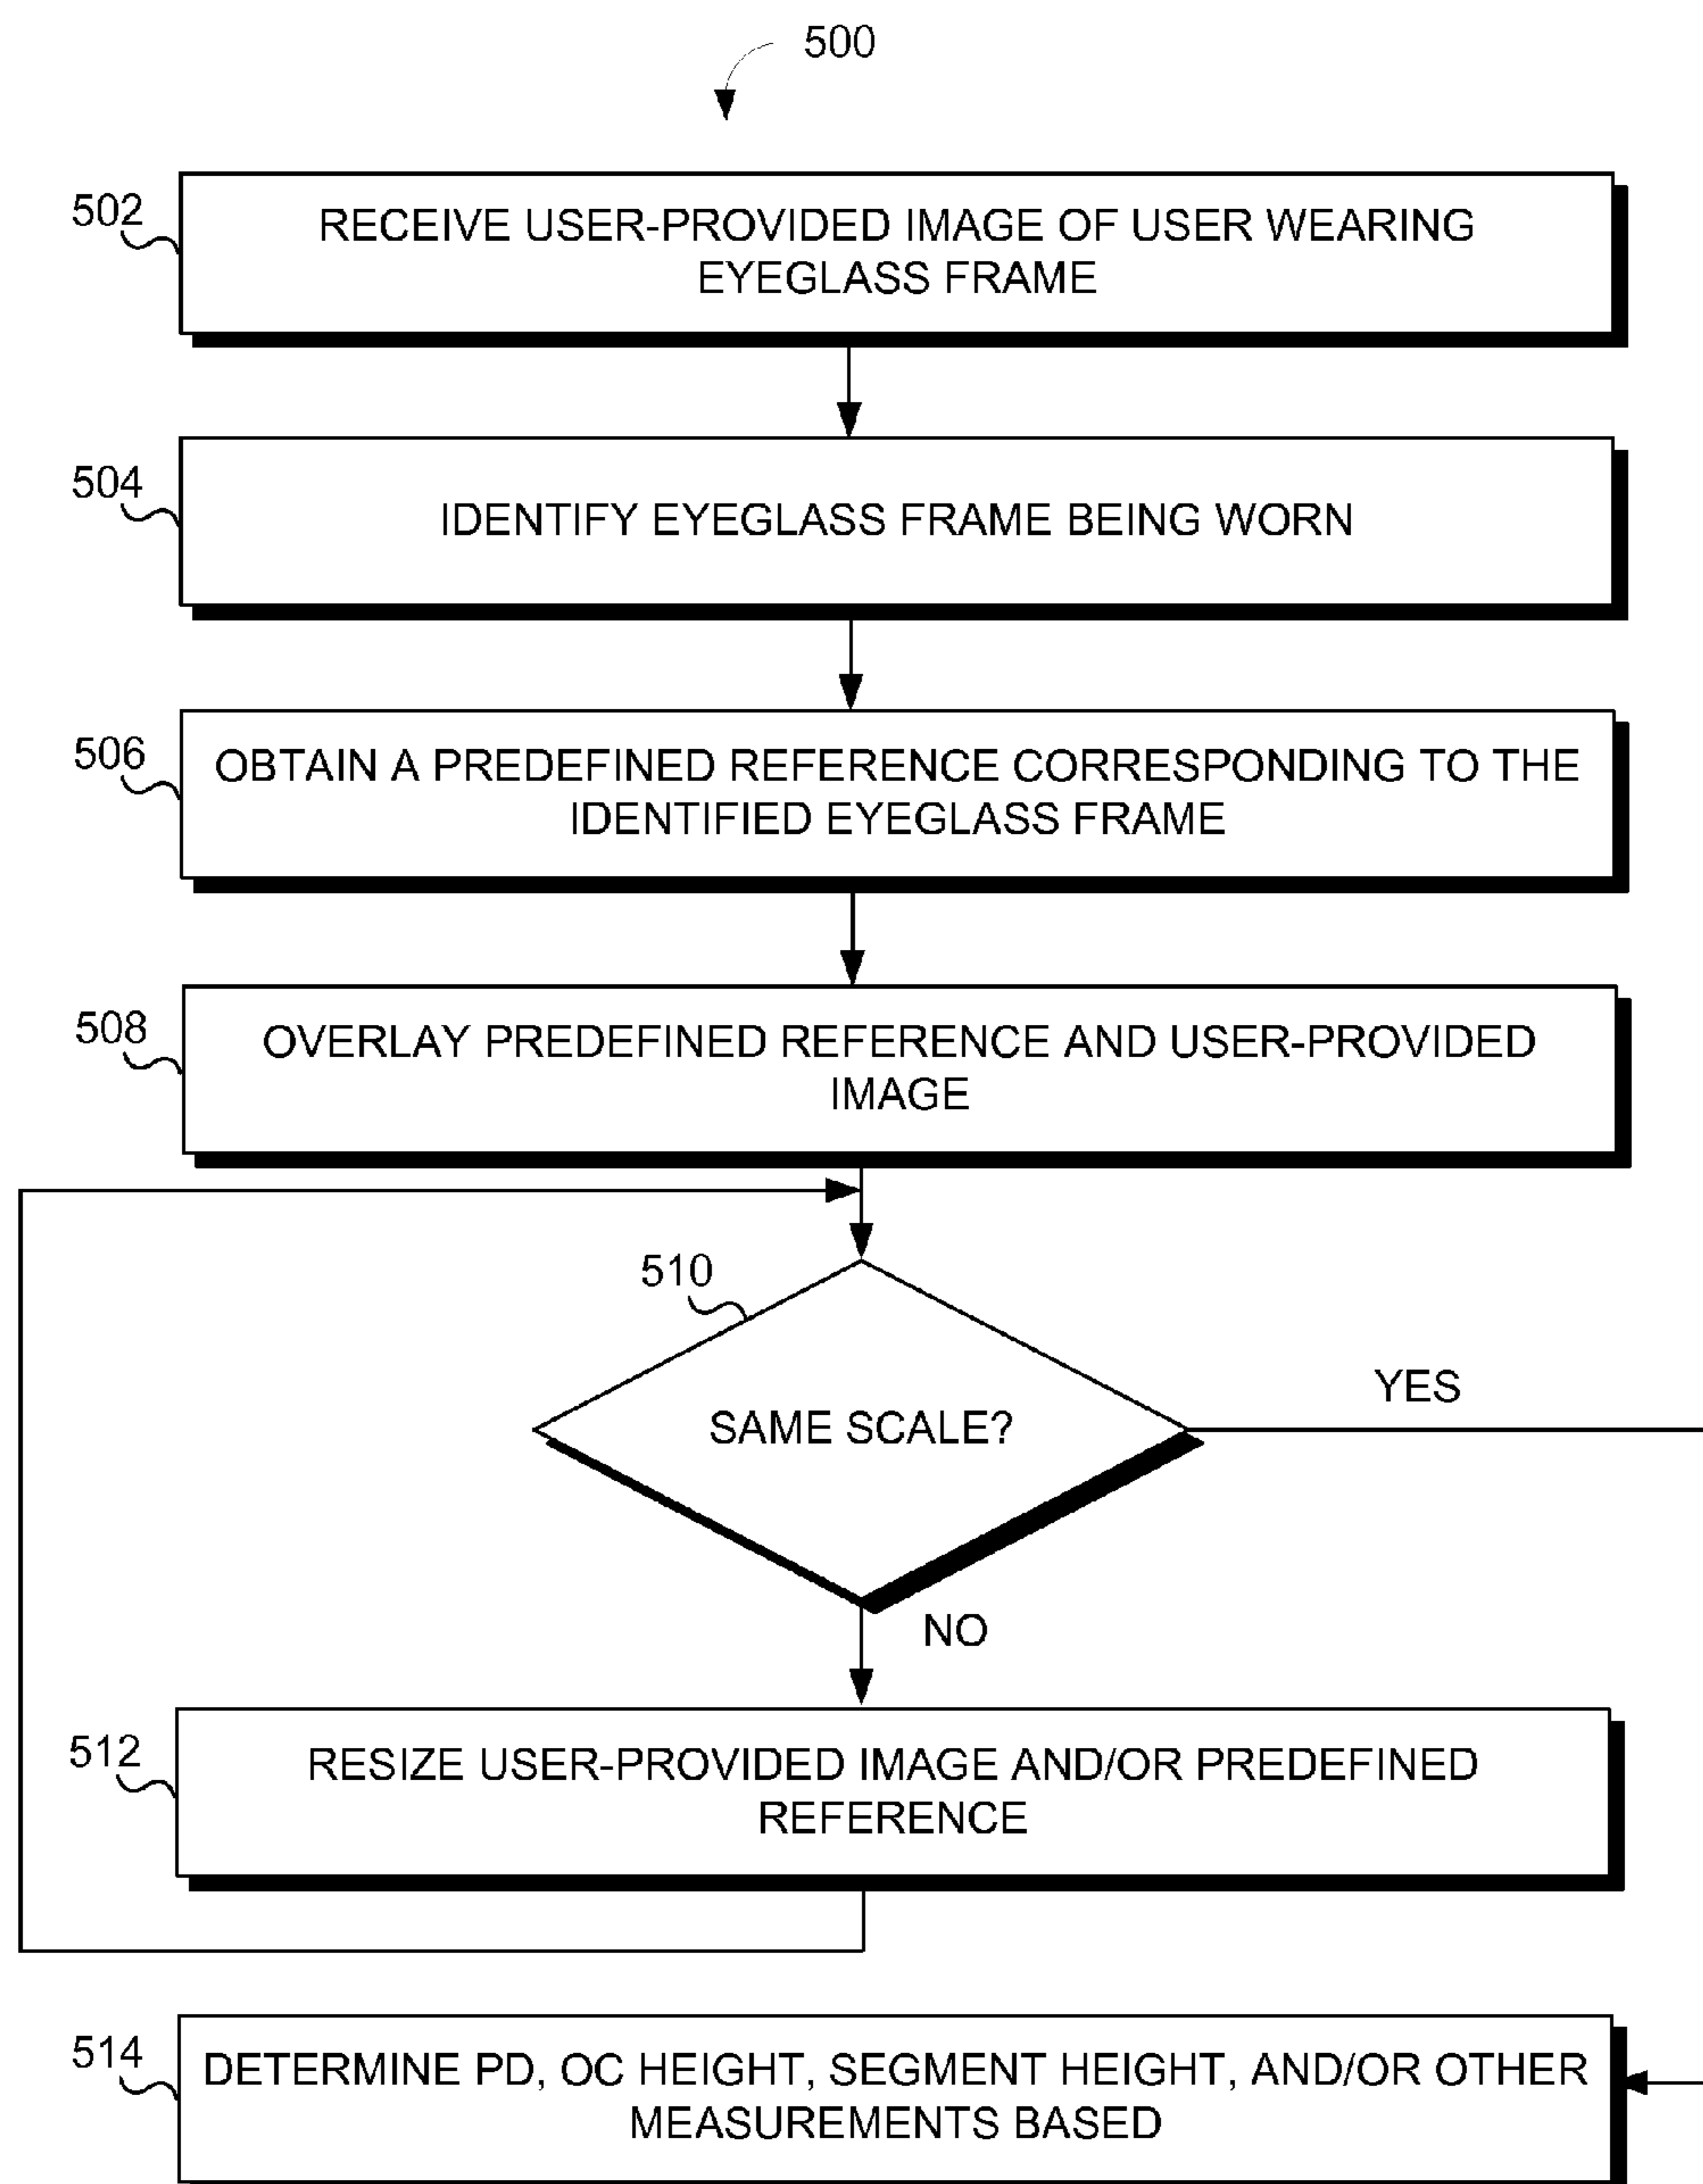 500
502
RECEIVE USER-PROVIDED IMAGE OF USER WEARING
EYEGLASS FRAME
504
IDENTIFY EYEGLASS FRAME BEING WORN
506
OBTAIN A PREDEFINED REFERENCE CORRESPONDING TO THE
IDENTIFIED EYEGLASS FRAME
508
OVERLAY PREDEFINED REFERENCE AND USER-PROVIDED
IMAGE
510
SAME SCALE?
YES
NO
512
RESIZE USER-PROVIDED IMAGE AND/OR PREDEFINED
REFERENCE
514
DETERMINE PD, OC HEIGHT, SEGMENT HEIGHT, AND/OR OTHER
MEASUREMENTS BASED